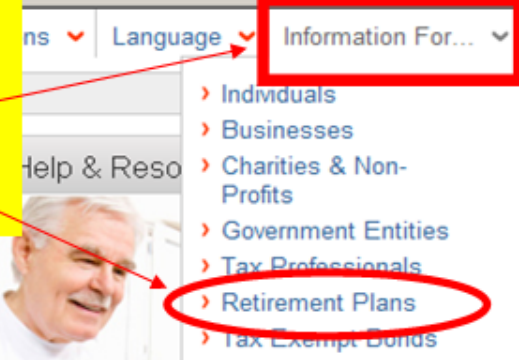 ns Language Information For...
Individuals
Businesses
Help & Reso
Charities & Non-
Profits
Government Entities
Tax Professionals
Retirement Plans
Tax Exempt Bonds